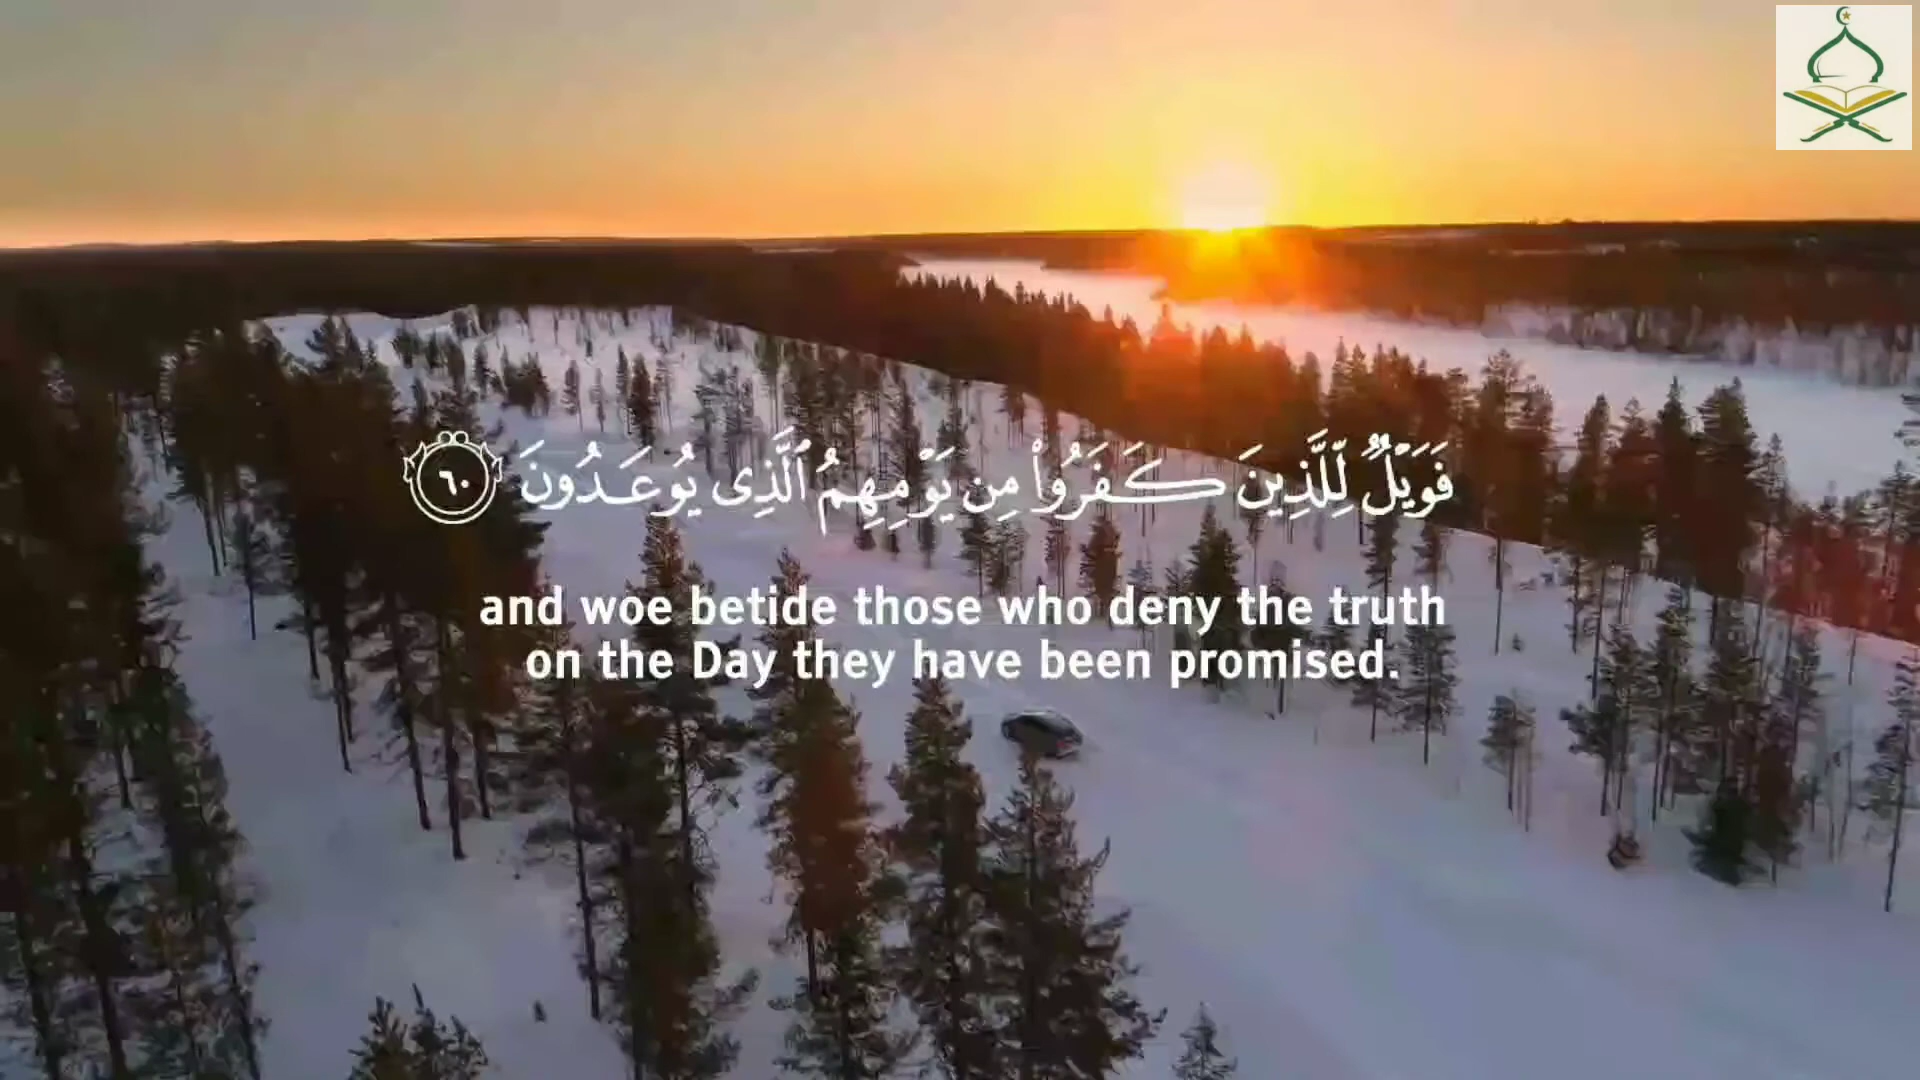 فَوَيْلٌ لِّلَّذِينَ كَفَرُوا۟ مِن يَوْمِهِمُ ٱلَّذِى يُوعَدُونَ ٦٠
and woe betide those who deny the truth
on the Day they have been promised.